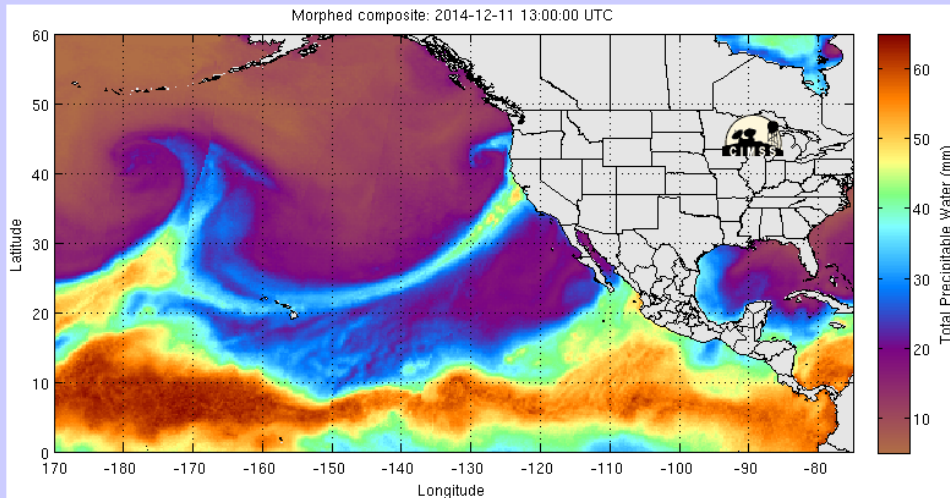 Morphed composite: 2014-12-11 13:00:00 UTC
60
50
40
30
20
10
0
Latitude
170 -180 -170 -160 -150 -140 -130 -120 -110 -100 -90 -80
Longitude
CIMSS
60
50
40
30
20
10
Total Precipitable Water (mm)